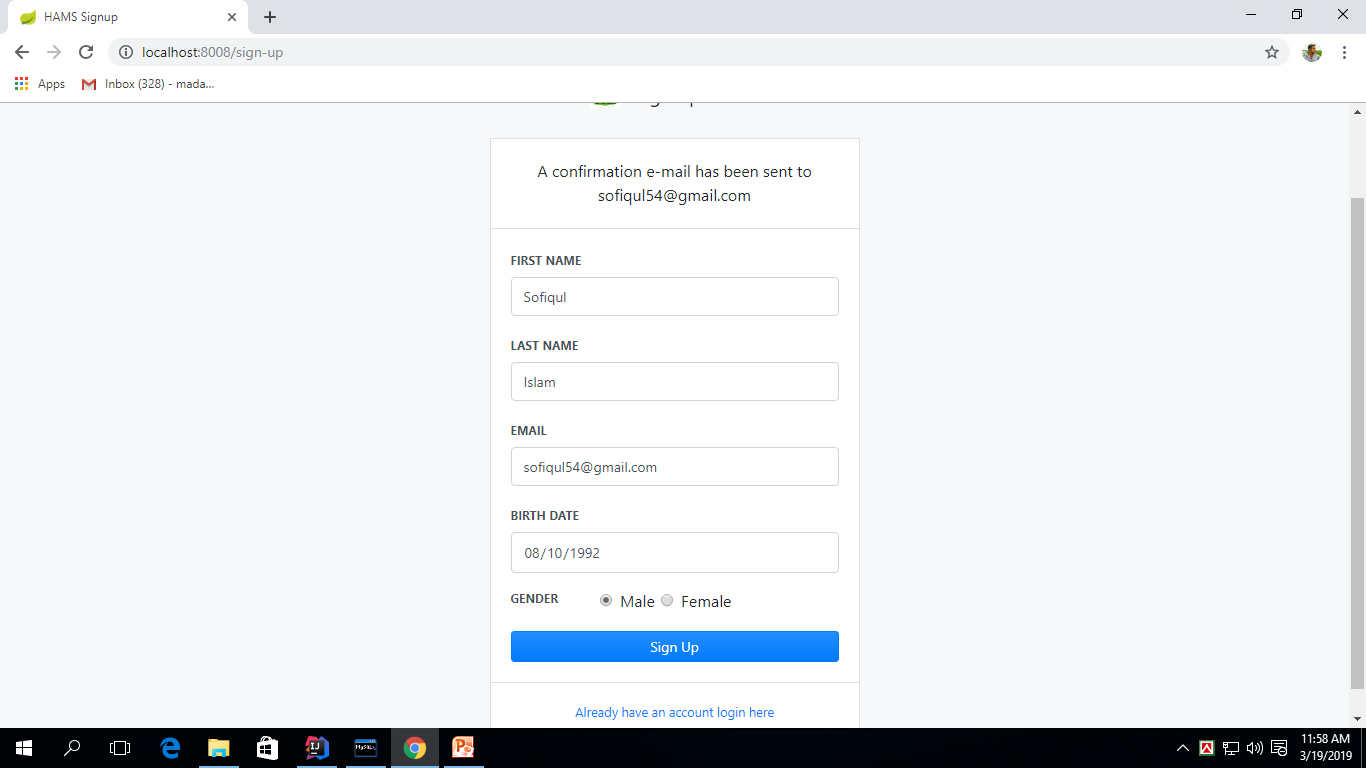 HAMS Signup
localhost:8008/sign-up
Apps
Inbox (328) - mada...
A confirmation e-mail has been sent to
sofiqul54@gmail.com
FIRST NAME
Sofiqul
LAST NAME
Islam
EMAIL
sofiqul54@gmail.com
BIRTH DATE
08/10/1992
GENDER Male Female
Sign Up
Already have an account login here
11:58 AM
3/19/2019